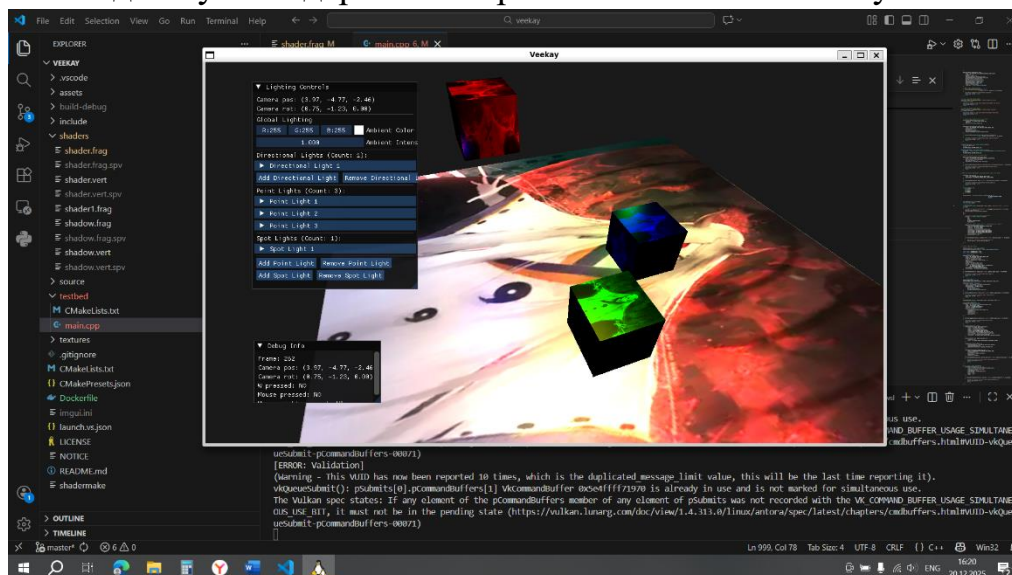 File Edit Selection View Go Run Terminal Help
veekay
EXPLORER
shader.frag M
main.cpp 6, M
VEEKAY
.vscode
assets
build-debug
include
shaders
shader.frag
shader.frag.spv
shader.vert
shader.vert.spv
shader1.frag
shadow.frag
shadow.frag.spv
shadow.vert
shadow.vert.spv
source
testbed
CMakeLists.txt
main.cpp
textures
.gitignore
CMakeLists.txt
CMakePresets.json
Dockerfile
imgui.ini
launch.vs.json
LICENSE
NOTICE
README.md
shadermake
OUTLINE
TIMELINE
Veekay
Lighting Controls
Camera pos: (3.97, -4.77, -2.46)
Camera rot: (0.75, -1.23, 0.00)
Global Lighting
R:255 G:255 B:255 Ambient Color
1.000 Ambient Intens
Directional Lights (Count: 1):
Directional Light 1
Add Directional Light Remove Directional
Point Lights (Count: 3):
Point Light 1
Point Light 2
Point Light 3
Spot Lights (Count: 1):
Spot Light 1
Add Point Light Remove Point Light
Add Spot Light Remove Spot Light
Debug Info
Frame: 252
Camera pos: (3.97, -4.77, -2.46
Camera rot: (0.75, -1.23, 0.00)
pressed: NO
Mouse pressed: NO
us use.
AND_BUFFER_USAGE_SIMULTANE
cmdbuffers.html#VUID-vkQue
ueSubmit-pCommandBuffers-00071)
[ERROR: Validation]
(Warning - This VUID has now been reported 10 times, which is the duplicated_message_limit value, this will be the last time reporting it).
vkQueueSubmit(): pSubmits[0].pCommandBuffers[1] VkCommandBuffer 0x5e4ffff71970 is already in use and is not marked for simultaneous use.
The Vulkan spec states: If any element of the pCommandBuffers member of any element of pSubmits was not recorded with the VK_COMMAND_BUFFER_USAGE_SIMULTANE
OUS_USE_BIT, it must not be in the pending state (https://vulkan.lunarg.com/doc/view/1.4.313.0/linux/antora/spec/latest/chapters/cmdbuffers.html#VUID-vkQue
ueSubmit-pCommandBuffers-00071)
master* 6 0
Ln 999, Col 78 Tab Size: 4 UTF-8 CRLF {} C++ Win32
ENG
16:20
20.12.2025